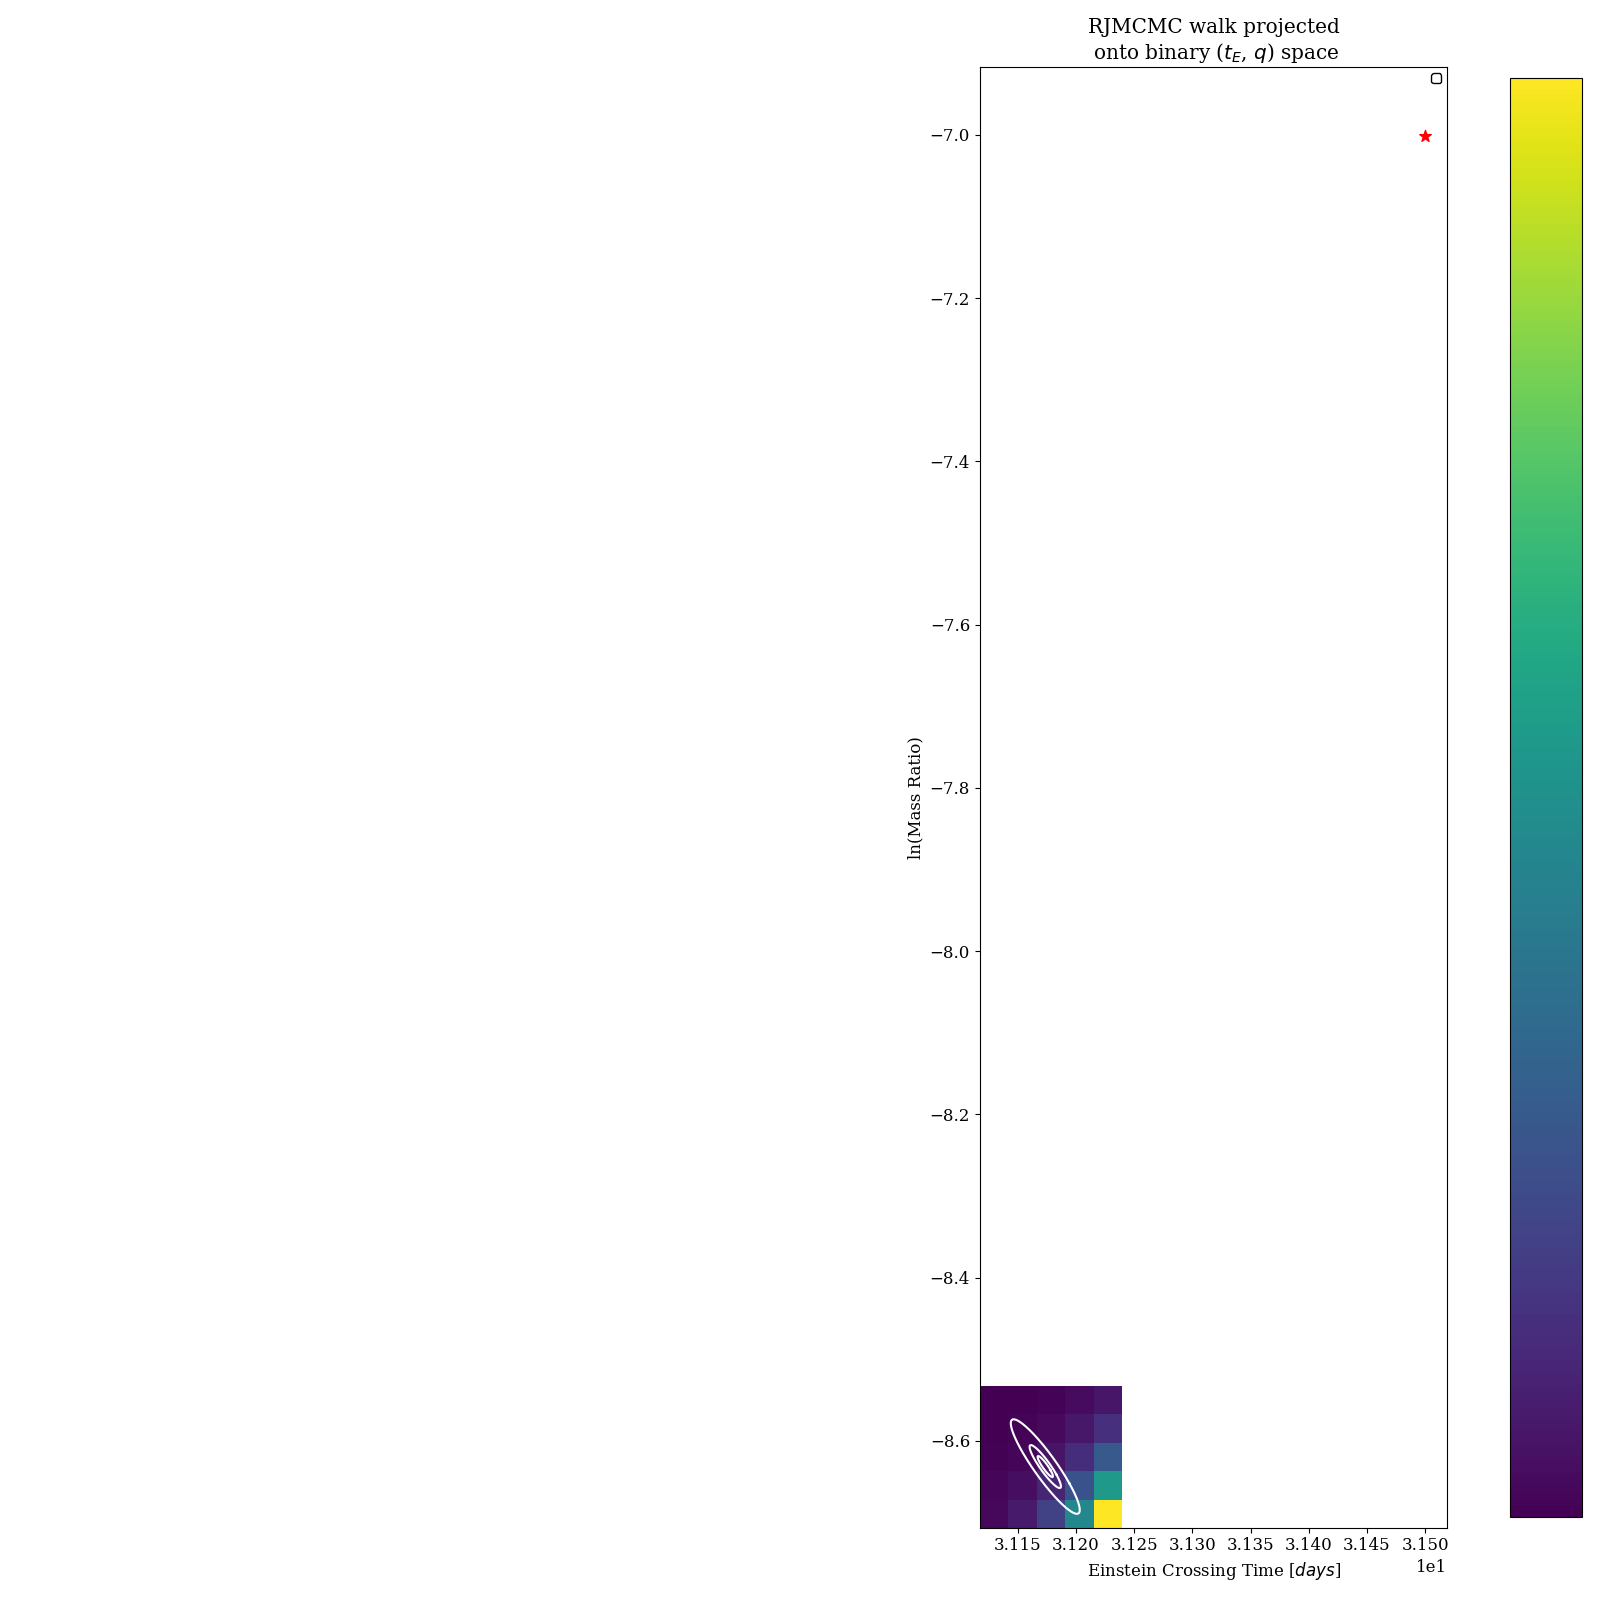 RJMCMC walk projected
onto binary (t_E, q) space
−7.0
−7.2
−7.4
−7.6
−7.8
−8.0
−8.2
−8.4
−8.6
ln(Mass Ratio)
3.115 3.120 3.125 3.130 3.135 3.140 3.145 3.150
1e1
Einstein Crossing Time [days]